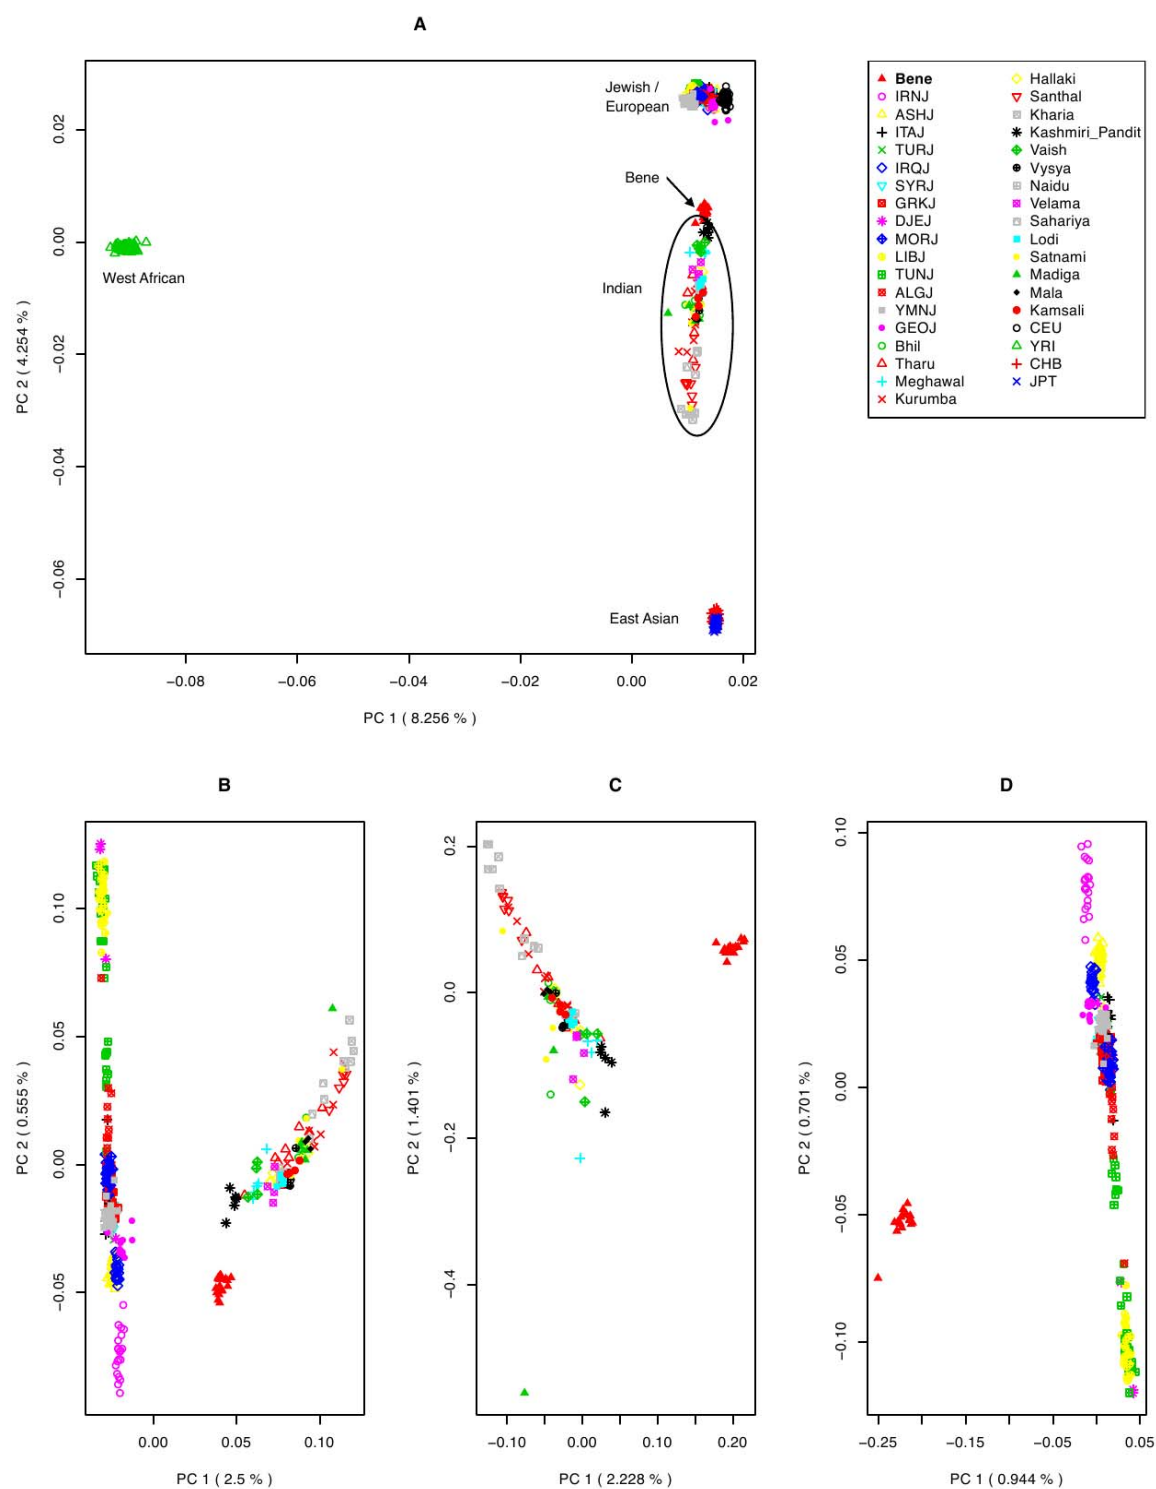 A
Jewish /
European
Bene
Indian
West African
East Asian
0.02
0.00
−0.02
−0.04
−0.06
PC 2 ( 4.254 % )
−0.08
−0.06
−0.04
−0.02
0.00
0.02
PC 1 ( 8.256 % )
Bene
IRNJ
ASHJ
ITAJ
TURJ
IRQJ
SYRJ
GRKJ
DJEJ
MORJ
LIBJ
TUNJ
ALGJ
YMNJ
GEOJ
Bhil
Tharu
Meghawal
Kurumba
Hallaki
Santhal
Kharia
Kashmiri_Pandit
Vaish
Vysya
Naidu
Velama
Sahariya
Lodi
Satnami
Madiga
Mala
Kamsali
CEU
YRI
CHB
JPT
B
0.10
0.05
0.00
−0.05
PC 2 ( 0.555 % )
0.00
0.05
0.10
PC 1 ( 2.5 % )
C
0.2
0.0
−0.2
−0.4
PC 2 ( 1.401 % )
−0.10
0.00
0.10
0.20
PC 1 ( 2.228 % )
D
0.10
0.05
0.00
−0.05
−0.10
PC 2 ( 0.701 % )
−0.25
−0.15
−0.05
0.05
PC 1 ( 0.944 % )